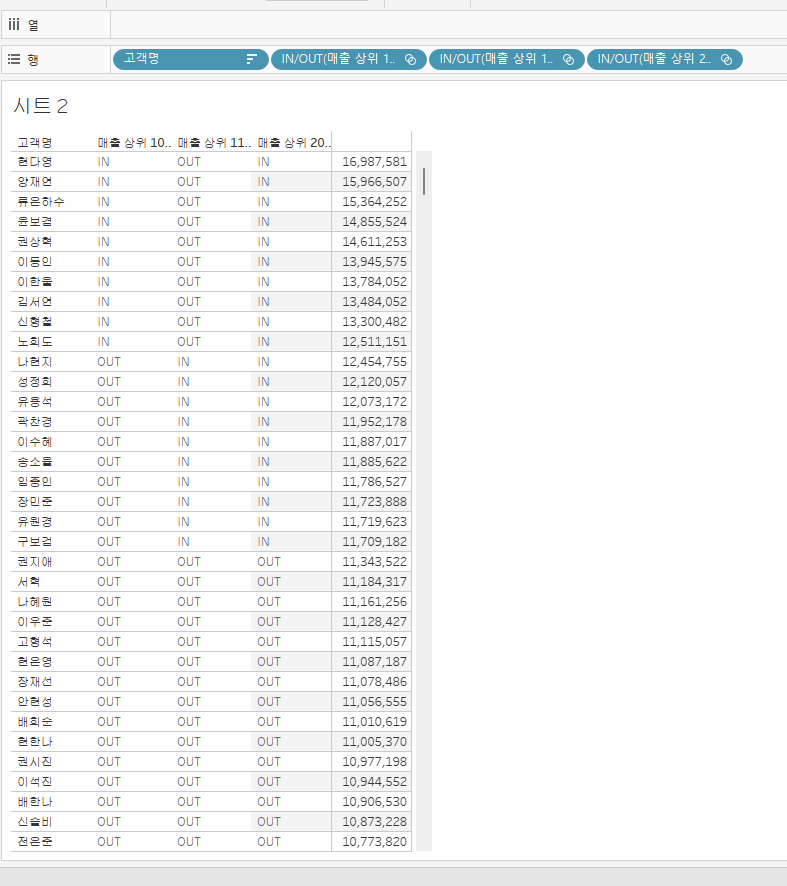 열
행 고객명 IN/OUT(매출 상위 1.. IN/OUT(매출 상위 1.. IN/OUT(매출 상위 2..
시트 2
고객명 매출 상위 10.. 매출 상위 11.. 매출 상위 20..
현다영 IN OUT IN 16,987,581
양재연 IN OUT IN 15,966,507
류은하수 IN OUT IN 15,364,252
윤보겸 IN OUT IN 14,855,524
권상혁 IN OUT IN 14,611,253
이동인 IN OUT IN 13,945,575
이한울 IN OUT IN 13,784,052
김서연 IN OUT IN 13,484,052
신형철 IN OUT IN 13,300,482
노희도 IN OUT IN 12,511,151
나현지 OUT IN IN 12,454,755
성정희 OUT IN IN 12,120,057
유용석 OUT IN IN 12,073,172
곽찬경 OUT IN IN 11,952,178
이수혜 OUT IN IN 11,887,017
송소율 OUT IN IN 11,885,622
임종인 OUT IN IN 11,786,527
장민준 OUT IN IN 11,723,888
유원경 OUT IN IN 11,719,623
구보검 OUT IN IN 11,709,182
권지애 OUT OUT OUT 11,343,522
서혁 OUT OUT OUT 11,184,317
나혜원 OUT OUT OUT 11,161,256
이우준 OUT OUT OUT 11,128,427
고형석 OUT OUT OUT 11,115,057
현은영 OUT OUT OUT 11,087,187
장재선 OUT OUT OUT 11,078,486
안현성 OUT OUT OUT 11,056,555
배희순 OUT OUT OUT 11,010,619
현한나 OUT OUT OUT 11,005,370
권시진 OUT OUT OUT 10,977,198
이석진 OUT OUT OUT 10,944,552
배한나 OUT OUT OUT 10,906,530
신슬비 OUT OUT OUT 10,873,228
전은준 OUT OUT OUT 10,773,820